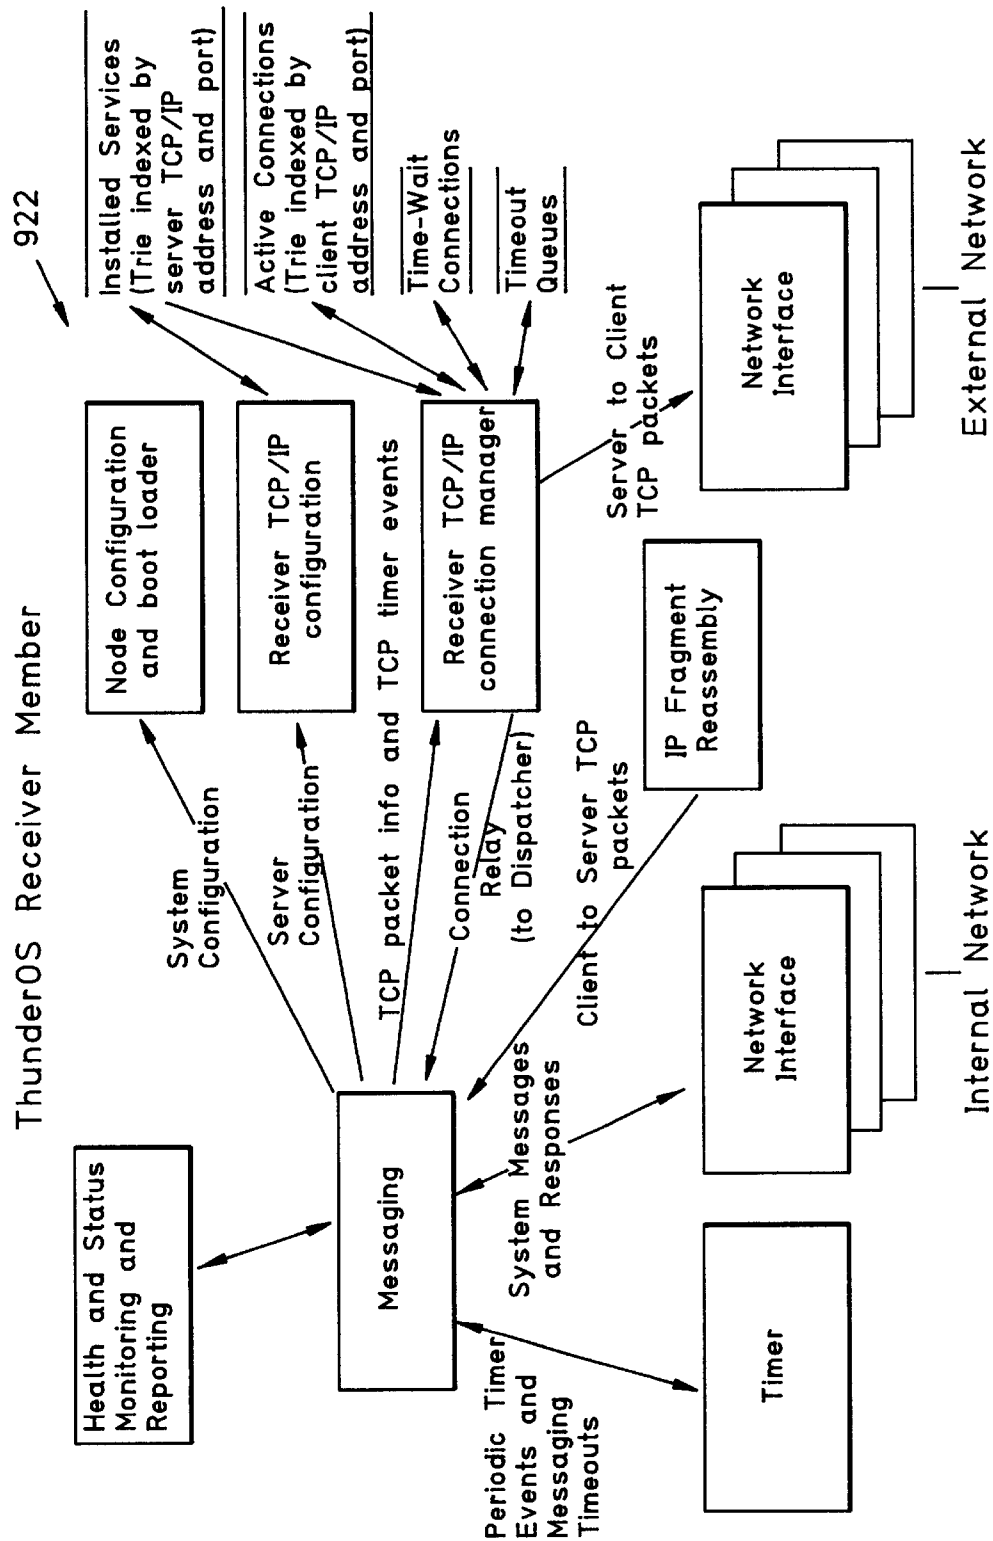 ThunderOS Receiver Member
922
Health and Status
Monitoring and
Reporting
System
Configuration
Node Configuration
and boot loader
Installed Services
(Trie indexed by
server TCP/IP
address and port)
Server
Configuration
Receiver TCP/IP
configuration
Active Connections
(Trie indexed by
client TCP/IP
address and port)
Messaging
TCP packet info and TCP timer events
Receiver TCP/IP
connection manager
Time-Wait
Connections
Connection
Relay
(to Dispatcher)
Timeout
Queues
Periodic Timer
Events and
Messaging
Timeouts
System Messages
and Responses
Client to Server TCP
packets
Server to Client
TCP packets
IP Fragment
Reassembly
Timer
Network
Interface
Network
Interface
Internal Network
External Network